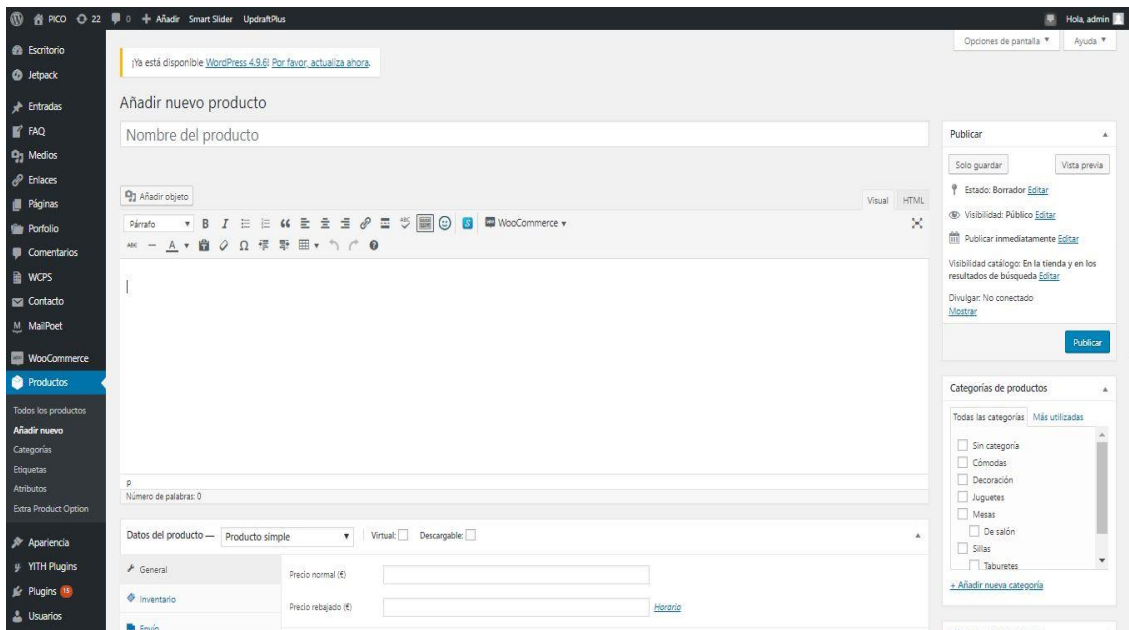 PICO 22 0 + Añadir Smart Slider UpdraftPlus Hola, admin
Opciones de pantalla ▼ Ayuda ▼
Escritorio
Jetpack
Entradas
FAQ
Medios
Enlaces
Páginas
Porfolio
Comentarios
WCPS
Contacto
MailPoet
WooCommerce
Productos
Todos los productos
Añadir nuevo
Categorías
Etiquetas
Atributos
Extra Product Option
Apariencia
YITH Plugins
Plugins 15
Usuarios
¡Ya está disponible WordPress 4.9.6! Por favor, actualiza ahora.
Añadir nuevo producto
Nombre del producto
Añadir objeto
Visual HTML
Párrafo ▼ B I WooCommerce ▼
ABC — A ▼ Ω
p
Número de palabras: 0
Datos del producto — Producto simple ▼ Virtual: Descargable:
General
Inventario
Envío
Precio normal (€)
Precio rebajado (€) Horario
Publicar
Solo guardar Vista previa
Estado: Borrador Editar
Visibilidad: Público Editar
Publicar inmediatamente Editar
Visibilidad catálogo: En la tienda y en los
resultados de búsqueda Editar
Divulgar: No conectado
Mostrar
Publicar
Categorías de productos
Todas las categorías Más utilizadas
Sin categoría
Cómodas
Decoración
Juguetes
Mesas
De salón
Sillas
Taburetes
+ Añadir nueva categoría